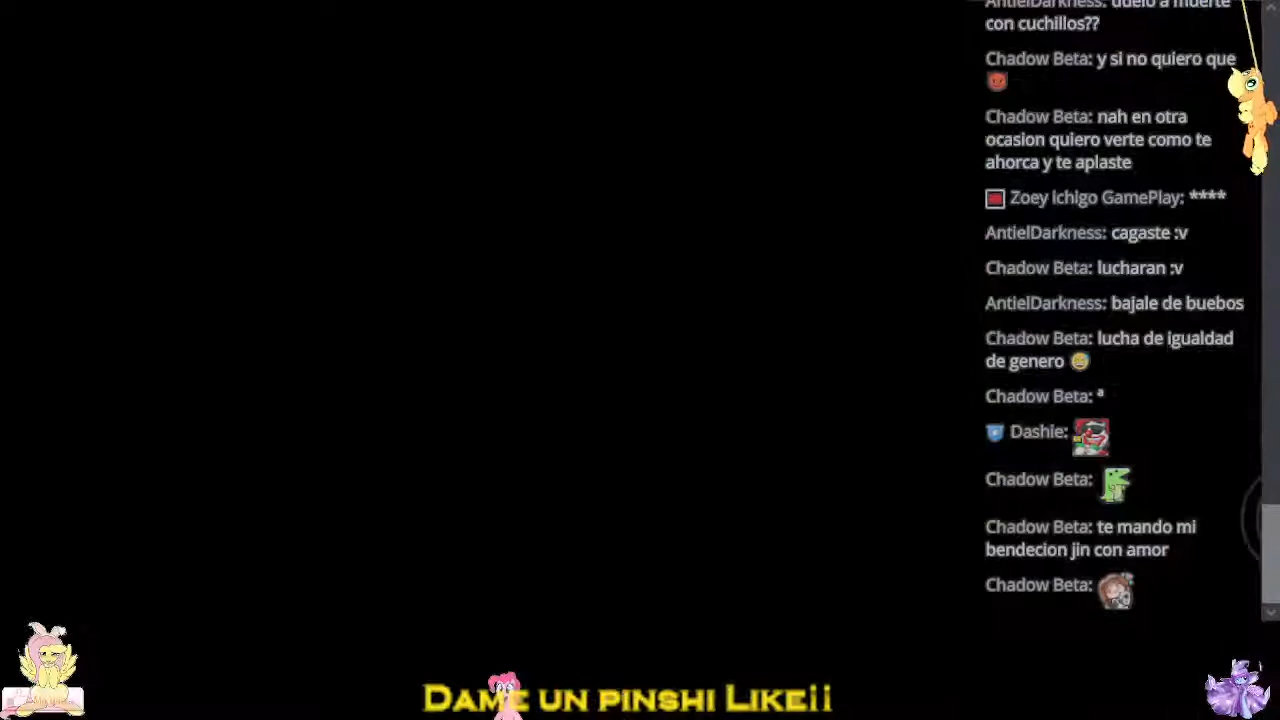 AntielDarkness: duelo a muerte
con cuchillos??
Chadow Beta: y si no quiero que
Chadow Beta: nah en otra
ocasion quiero verte como te
ahorca y te aplaste
Zoey ichigo GamePlay: ****
AntielDarkness: cagaste :v
Chadow Beta: lucharan :v
AntielDarkness: bajale de buebos
Chadow Beta: lucha de igualdad
de genero
Chadow Beta: ª
Dashie:
Chadow Beta:
Chadow Beta: te mando mi
bendecion jin con amor
Chadow Beta:
Dame un pinshi Like¡¡